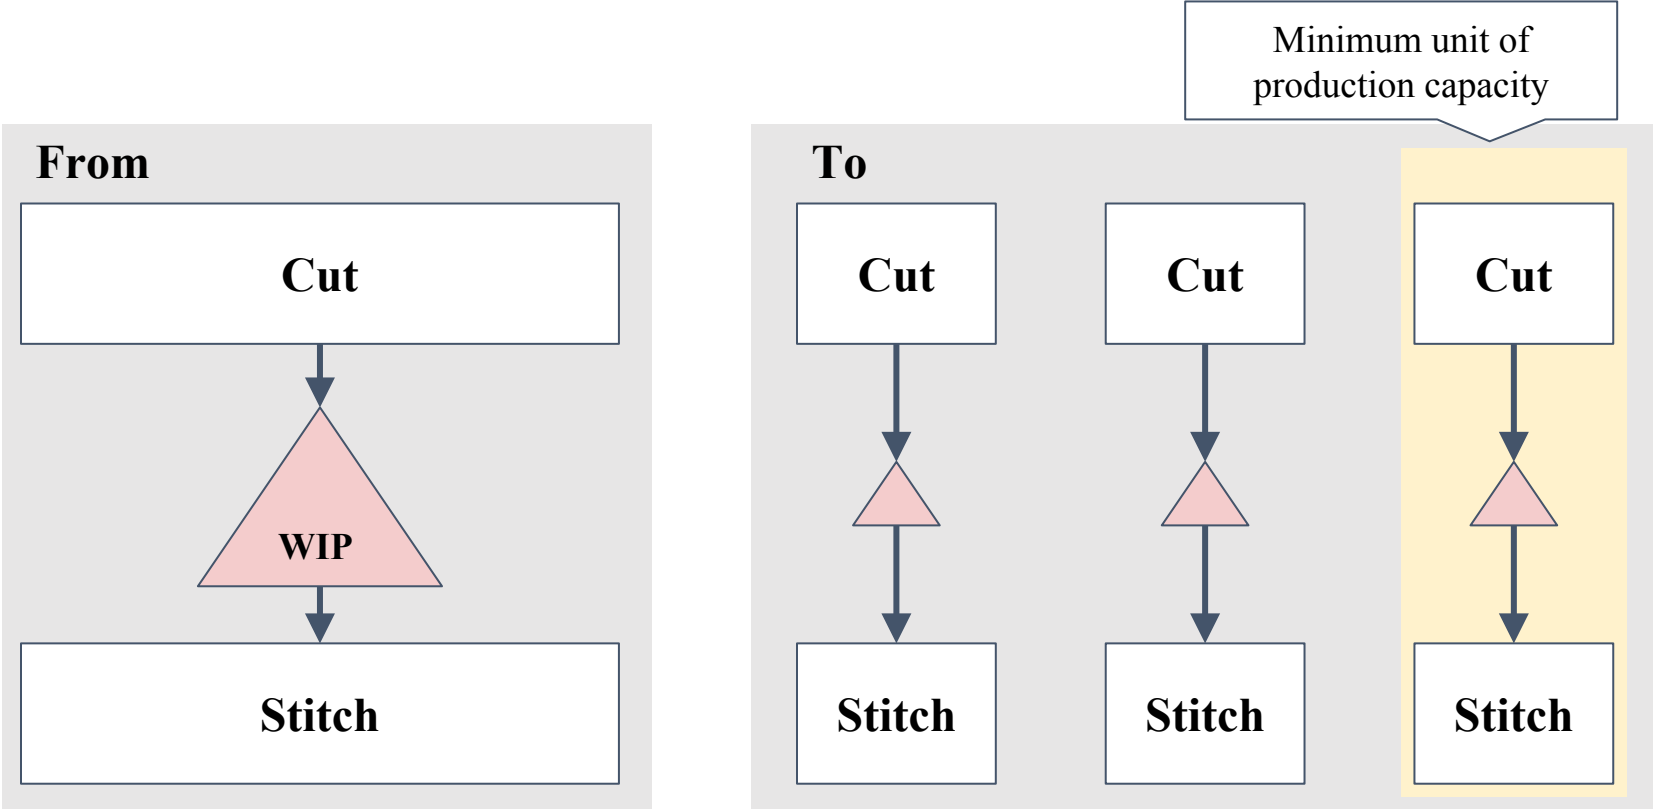 Minimum unit of
production capacity
From
Cut
WIP
Stitch
To
Cut
Cut
Cut
Stitch
Stitch
Stitch